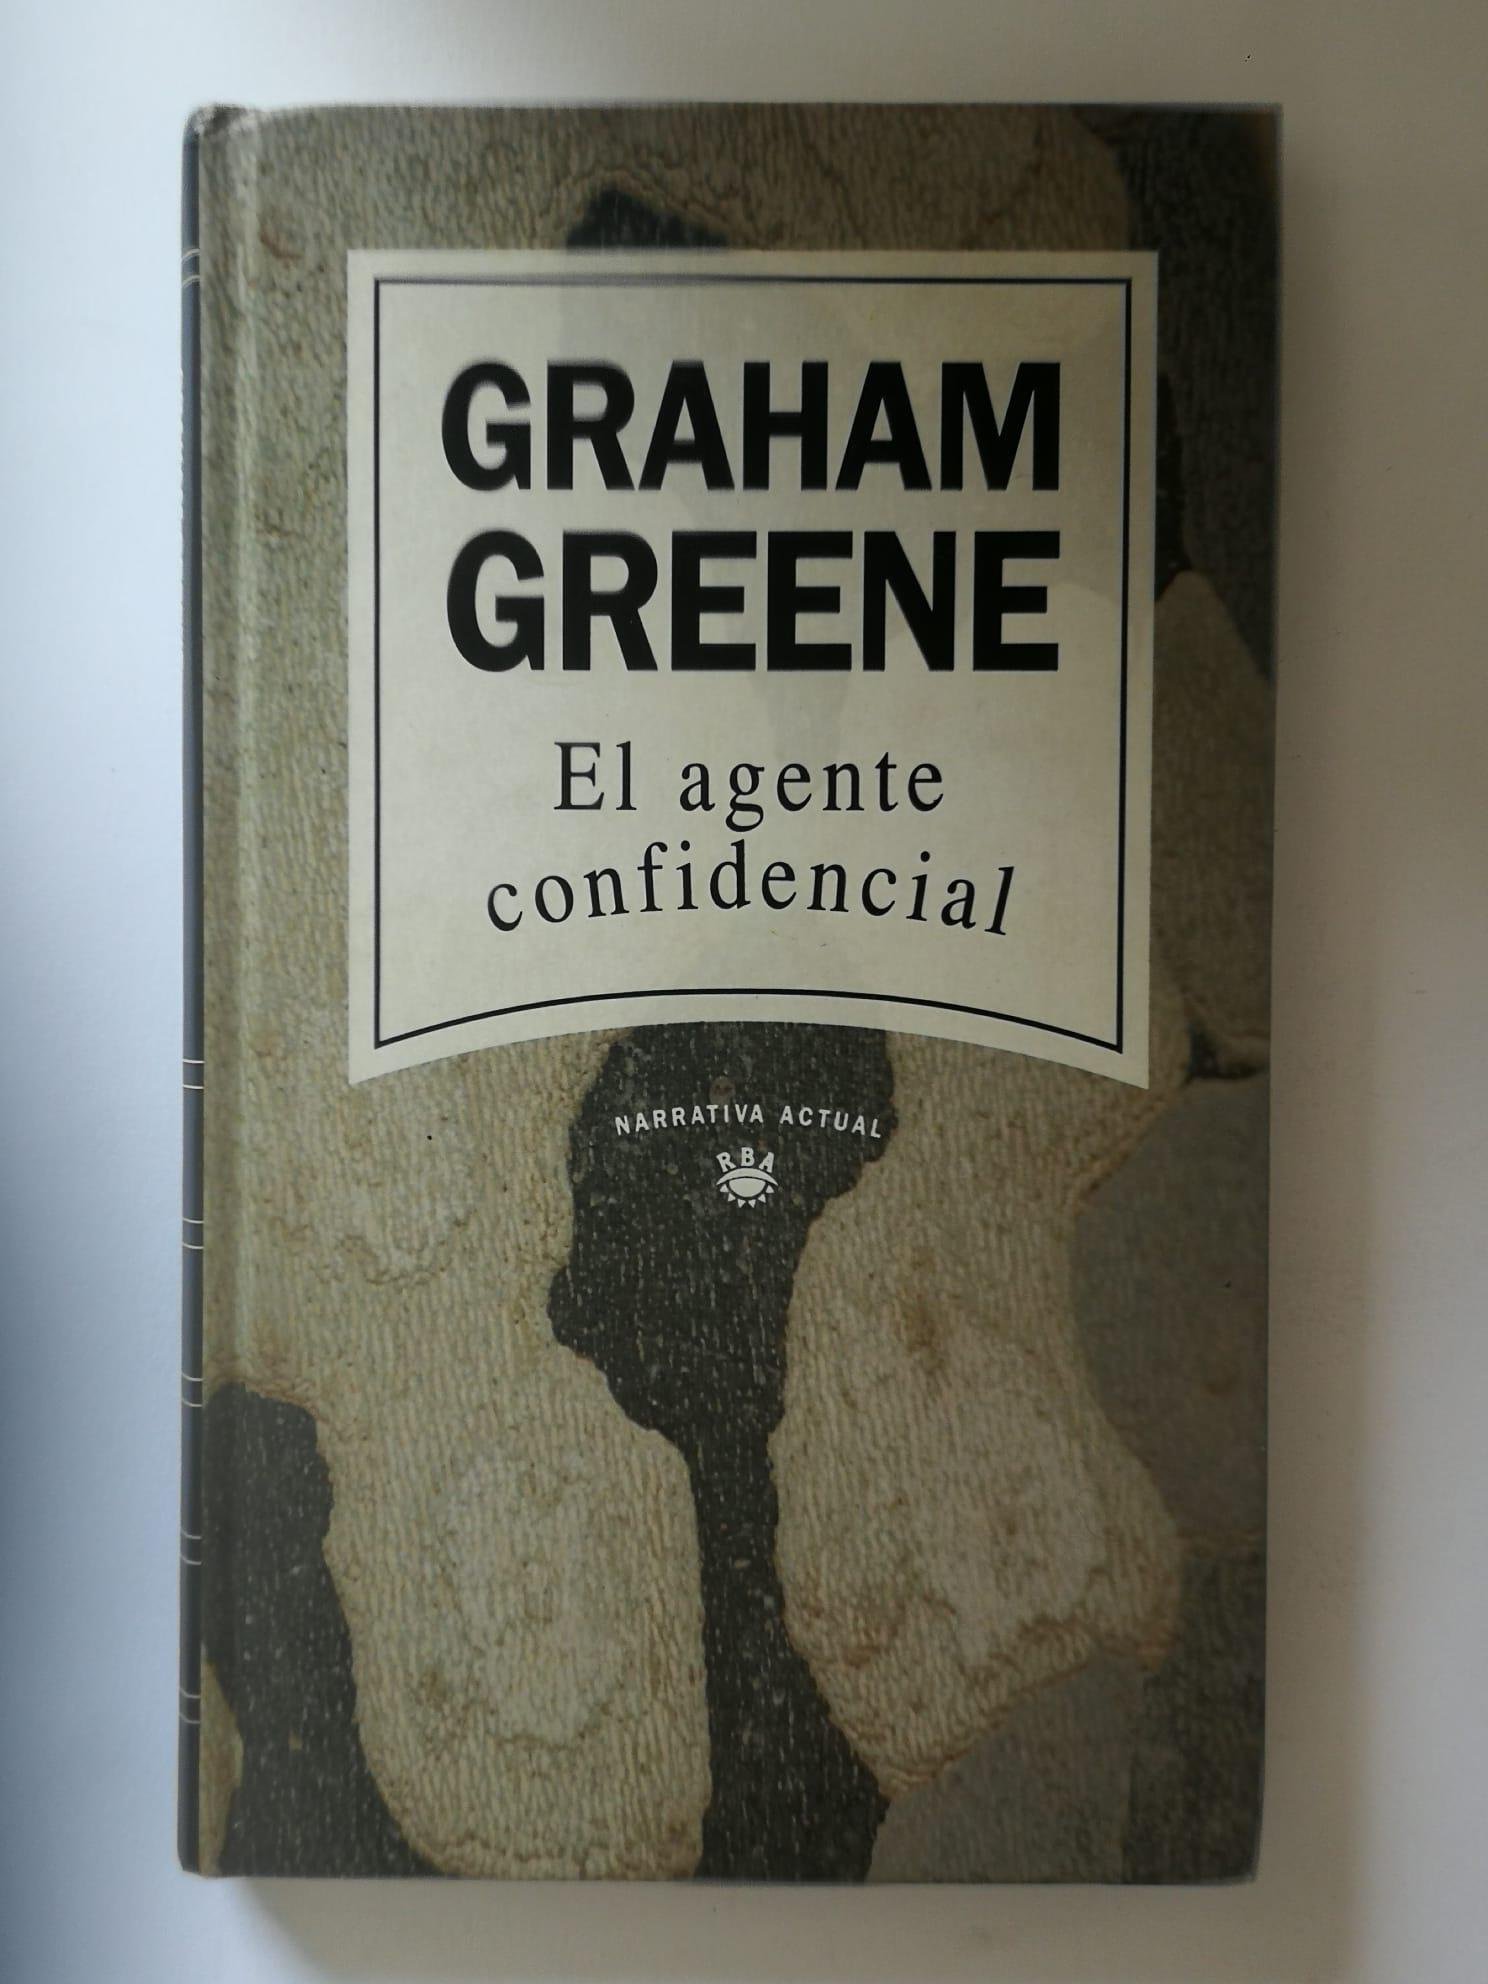 GRAHAM
GREENE
El agente
confidencial
NARRATIVA ACTUAL
RBA